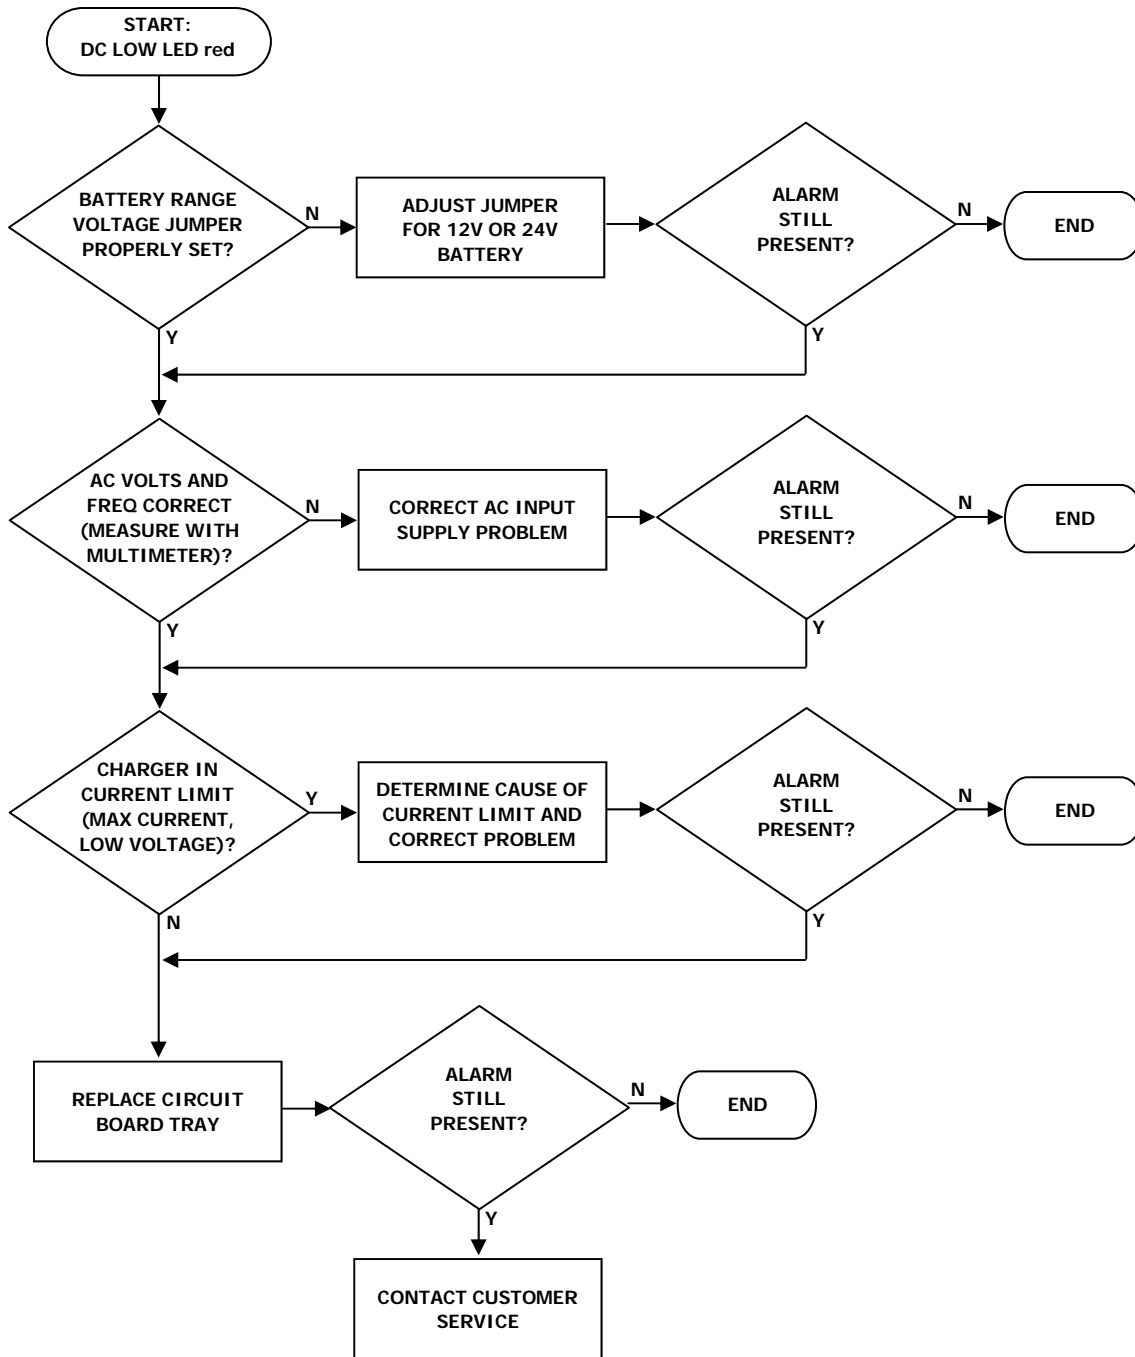 START:
DC LOW LED red
BATTERY RANGE
VOLTAGE JUMPER
PROPERLY SET?
N
ADJUST JUMPER
FOR 12V OR 24V
BATTERY
ALARM
STILL
PRESENT?
N
END
Y
Y
AC VOLTS AND
FREQ CORRECT
(MEASURE WITH
MULTIMETER)?
N
CORRECT AC INPUT
SUPPLY PROBLEM
ALARM
STILL
PRESENT?
N
END
Y
Y
CHARGER IN
CURRENT LIMIT
(MAX CURRENT,
LOW VOLTAGE)?
Y
DETERMINE CAUSE OF
CURRENT LIMIT AND
CORRECT PROBLEM
ALARM
STILL
PRESENT?
N
END
N
Y
REPLACE CIRCUIT
BOARD TRAY
ALARM
STILL
PRESENT?
N
END
Y
CONTACT CUSTOMER
SERVICE